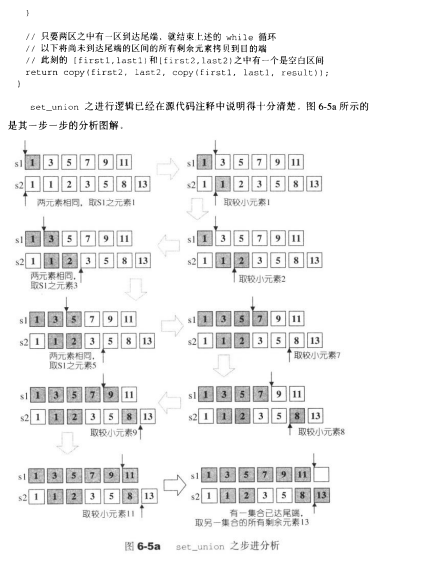 }
// 只要两区之中有一区到达尾端，就结束上述的 while 循环
// 以下将尚未到达尾端的区间的所有剩余元素拷贝到目的端
// 此刻的 [first1,last1)和[first2,last2)之中有一个是空白区间
return copy(first2, last2, copy(first1, last1, result));
}
set_union 之进行逻辑已经在源代码注释中说明得十分清楚。图 6-5a 所示的
是其一步一步的分析图解。
s1 1 3 5 7 9 11
s2 1 1 2 3 5 8 13
两元素相同，取S1之元素1
s1 1 3 5 7 9 11
s2 1 1 2 3 5 8 13
取较小元素1
s1 1 3 5 7 9 11
s2 1 1 2 3 5 8 13
两元素相同，
取S1之元素3
s1 1 3 5 7 9 11
s2 1 1 2 3 5 8 13
取较小元素2
s1 1 3 5 7 9 11
s2 1 1 2 3 5 8 13
两元素相同，
取S1之元素5
s1 1 3 5 7 9 11
s2 1 1 2 3 5 8 13
取较小元素7
s1 1 3 5 7 9 11
s2 1 1 2 3 5 8 13
取较小元素9
s1 1 3 5 7 9 11
s2 1 1 2 3 5 8 13
取较小元素8
s1 1 3 5 7 9 11
s2 1 1 2 3 5 8 13
取较小元素11
s1 1 3 5 7 9 11
s2 1 1 2 3 5 8 13
有一集合已达尾端，
取另一集合的所有剩余元素13
图 6-5a set_union 之步进分析